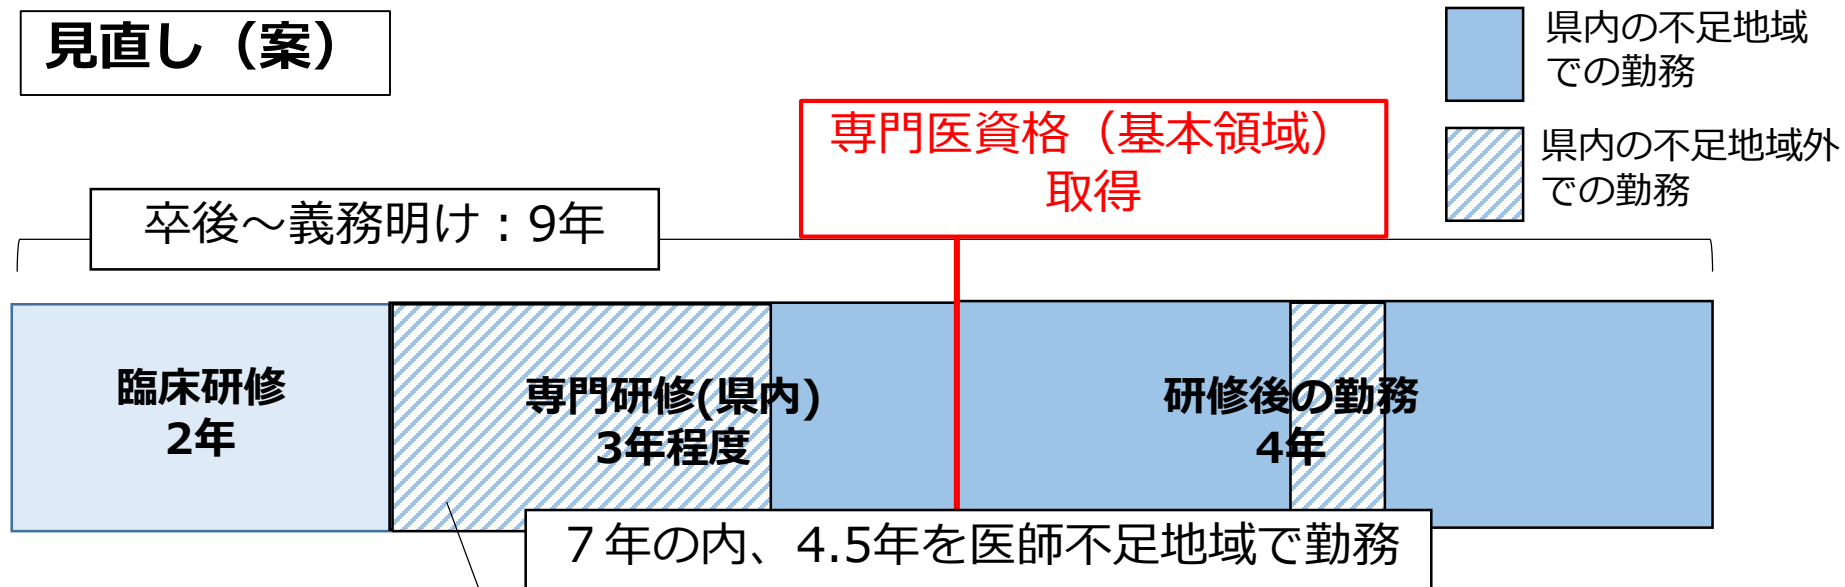 見直し（案）
県内の不足地域
での勤務
県内の不足地域外
での勤務
専門医資格（基本領域）
取得
卒後～義務明け：9年
臨床研修
2年
専門研修(県内)
3年程度
研修後の勤務
4年
７年の内、4.5年を医師不足地域で勤務